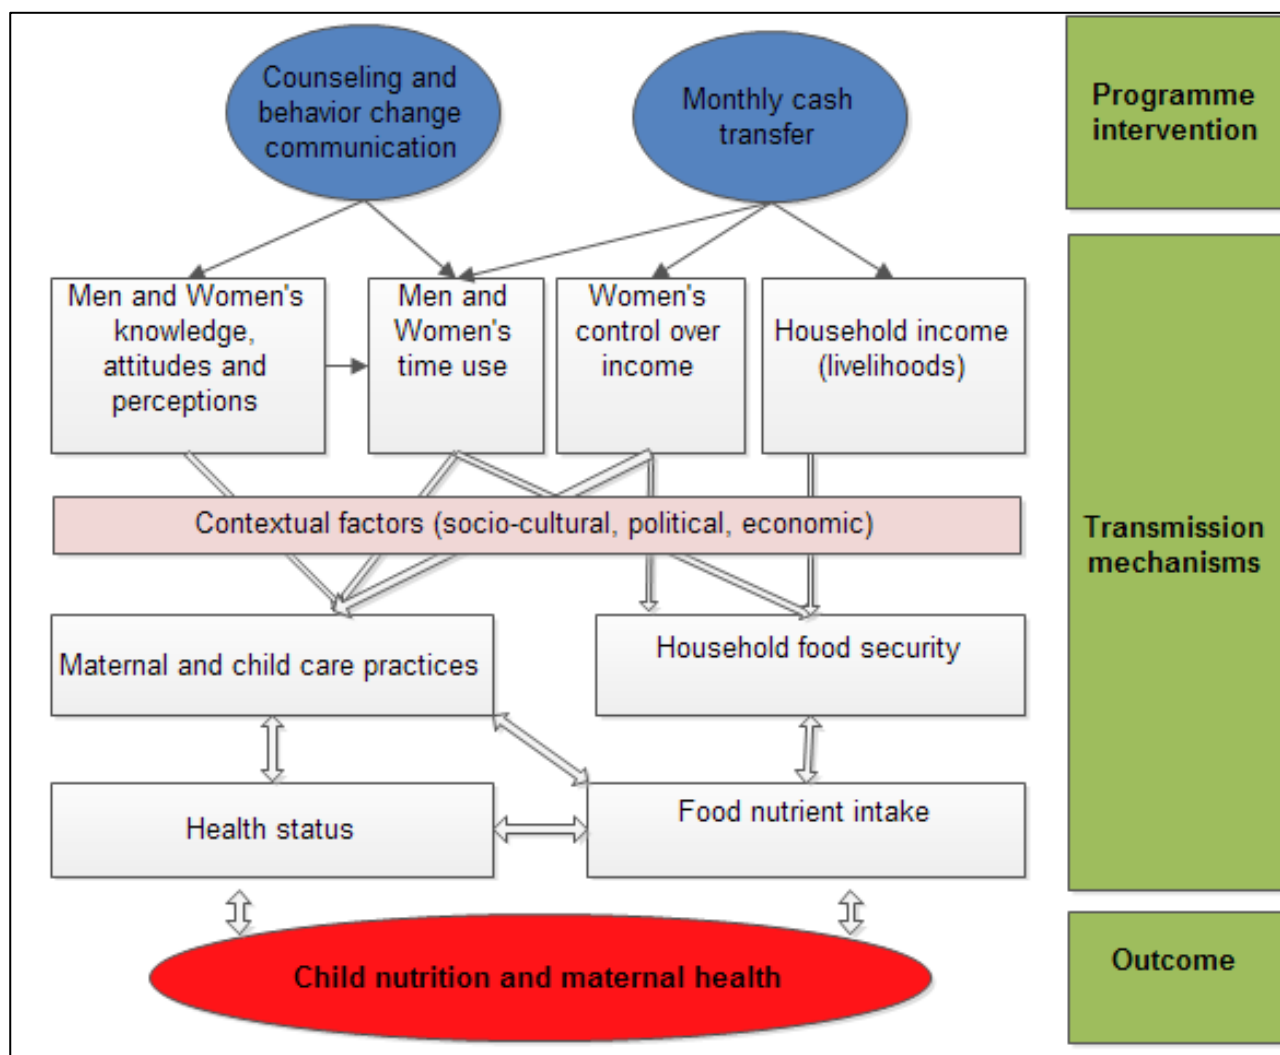 Counseling and
behavior change
communication
Monthly cash
transfer
Programme
intervention
Men and Women's
knowledge,
attitudes and
perceptions
Men and
Women's
time use
Women's
control over
income
Household income
(livelihoods)
Contextual factors (socio-cultural, political, economic)
Transmission
mechanisms
Maternal and child care practices
Household food security
Health status
Food nutrient intake
Child nutrition and maternal health
Outcome